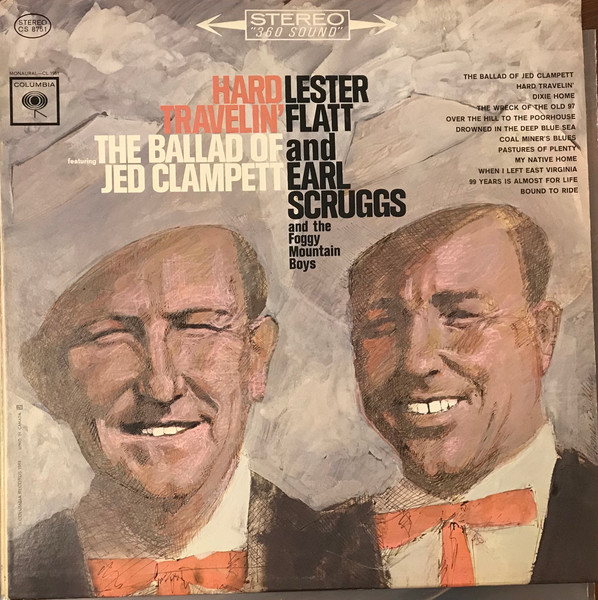 STEREO
CS 8751
STEREO
"360 SOUND"
MONAURAL—CL 1951
COLUMBIA
HARD
TRAVELIN'
featuring THE BALLAD OF
JED CLAMPETT
LESTER
FLATT
and
EARL
SCRUGGS
and the
Foggy
Mountain
Boys
THE BALLAD OF JED CLAMPETT
HARD TRAVELIN'
DIXIE HOME
THE WRECK OF THE OLD 97
OVER THE HILL TO THE POORHOUSE
DROWNED IN THE DEEP BLUE SEA
COAL MINER'S BLUES
PASTURES OF PLENTY
MY NATIVE HOME
WHEN I LEFT EAST VIRGINIA
99 YEARS IS ALMOST FOR LIFE
BOUND TO RIDE